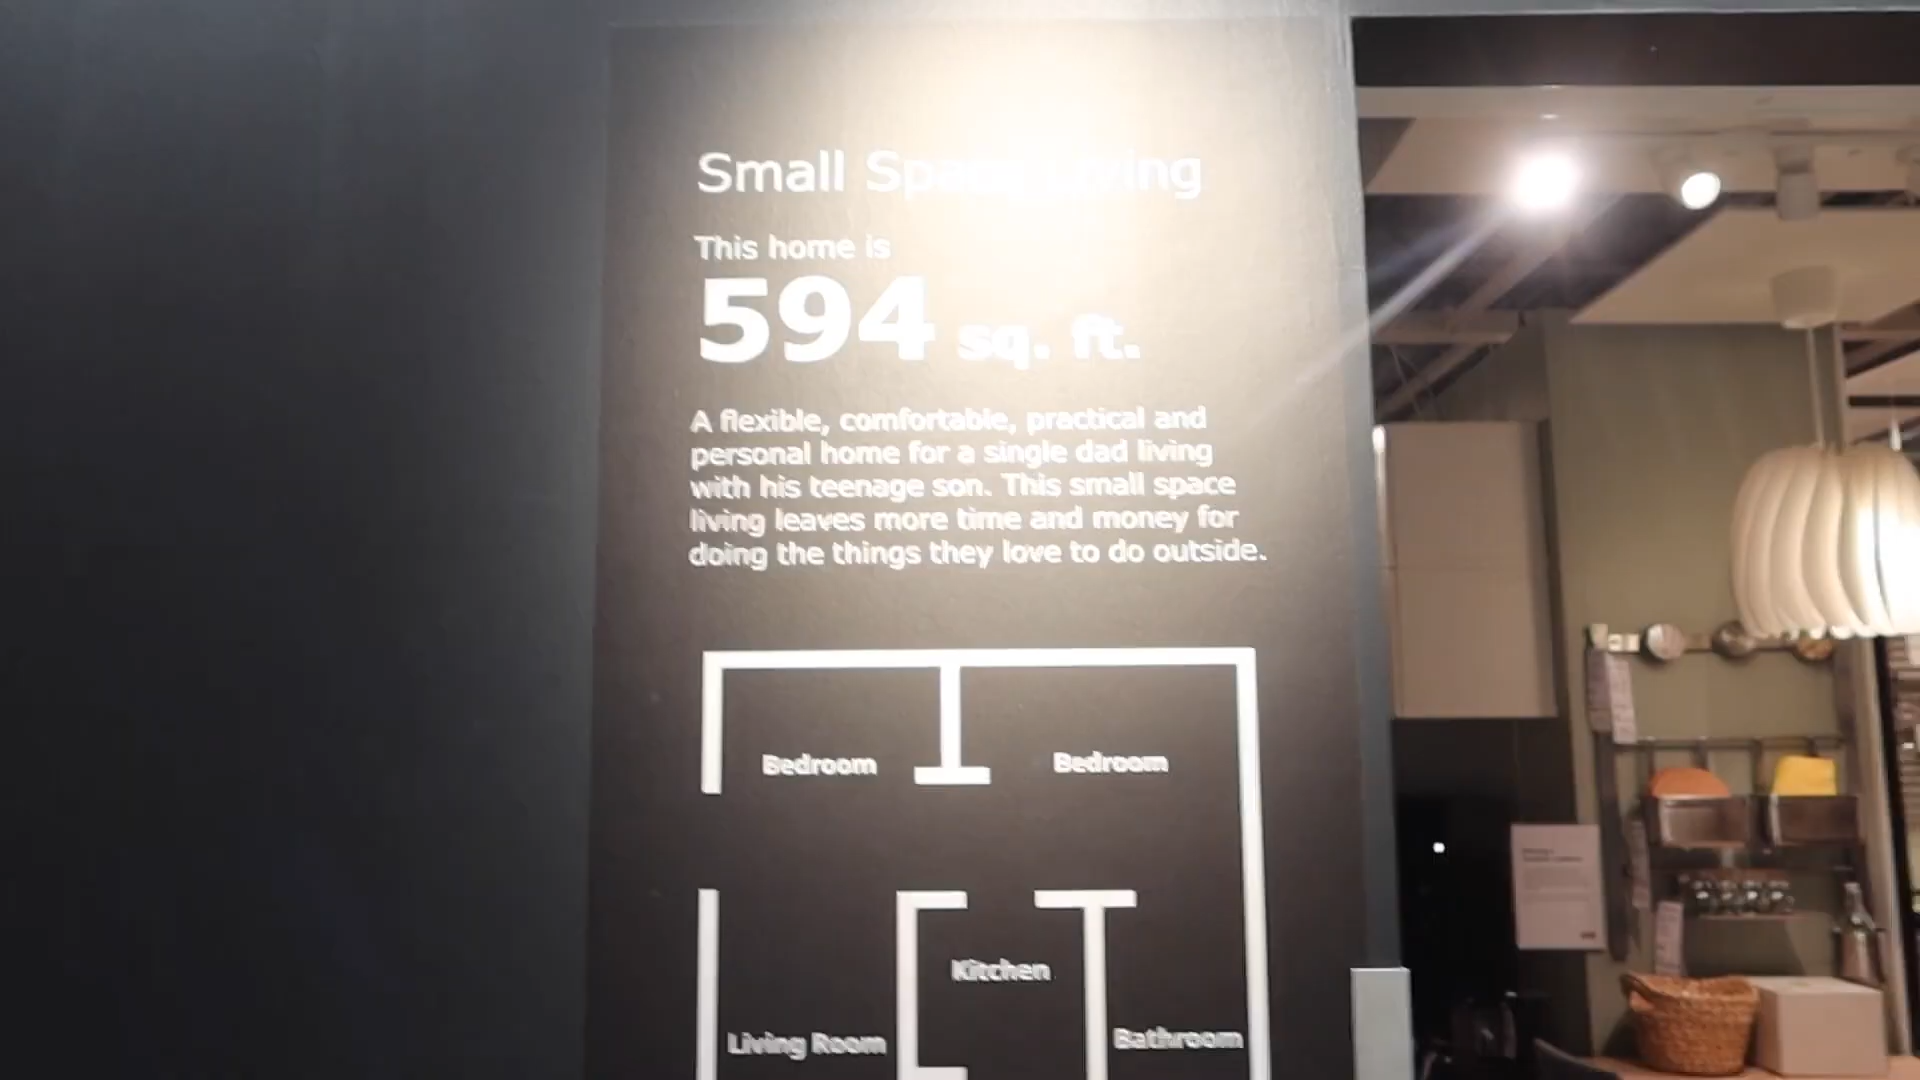 Small Space Living
This home is
594 sq. ft.
A flexible, comfortable, practical and
personal home for a single dad living
with his teenage son. This small space
living leaves more time and money for
doing the things they love to do outside.
Bedroom
Bedroom
Kitchen
Living Room
Bathroom